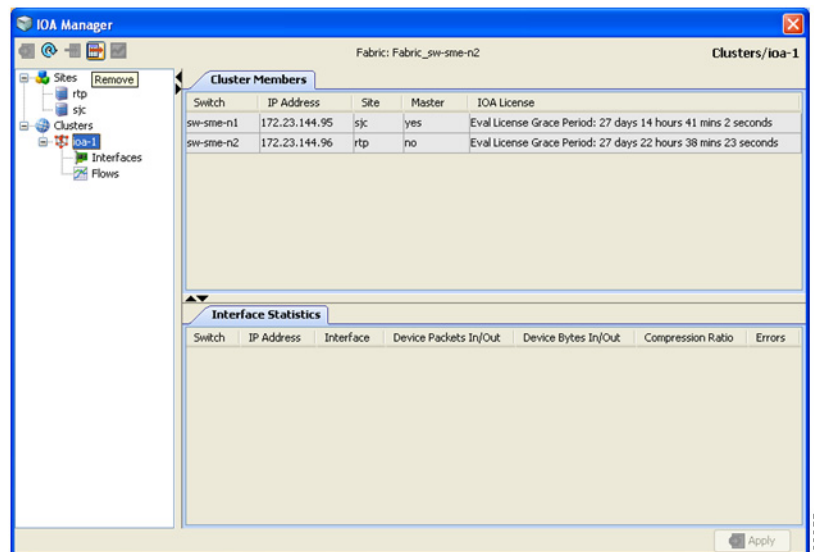 IOA Manager
Fabric: Fabric_sw-sme-n2
Clusters/ioa-1
Sites
Remove
rtp
sjc
Clusters
ioa-1
Interfaces
Flows
Cluster Members
Switch IP Address Site Master IOA License
sw-sme-n1 172.23.144.95 sjc yes Eval License Grace Period: 27 days 14 hours 41 mins 2 seconds
sw-sme-n2 172.23.144.96 rtp no Eval License Grace Period: 27 days 22 hours 38 mins 23 seconds
Interface Statistics
Switch IP Address Interface Device Packets In/Out Device Bytes In/Out Compression Ratio Errors
Apply